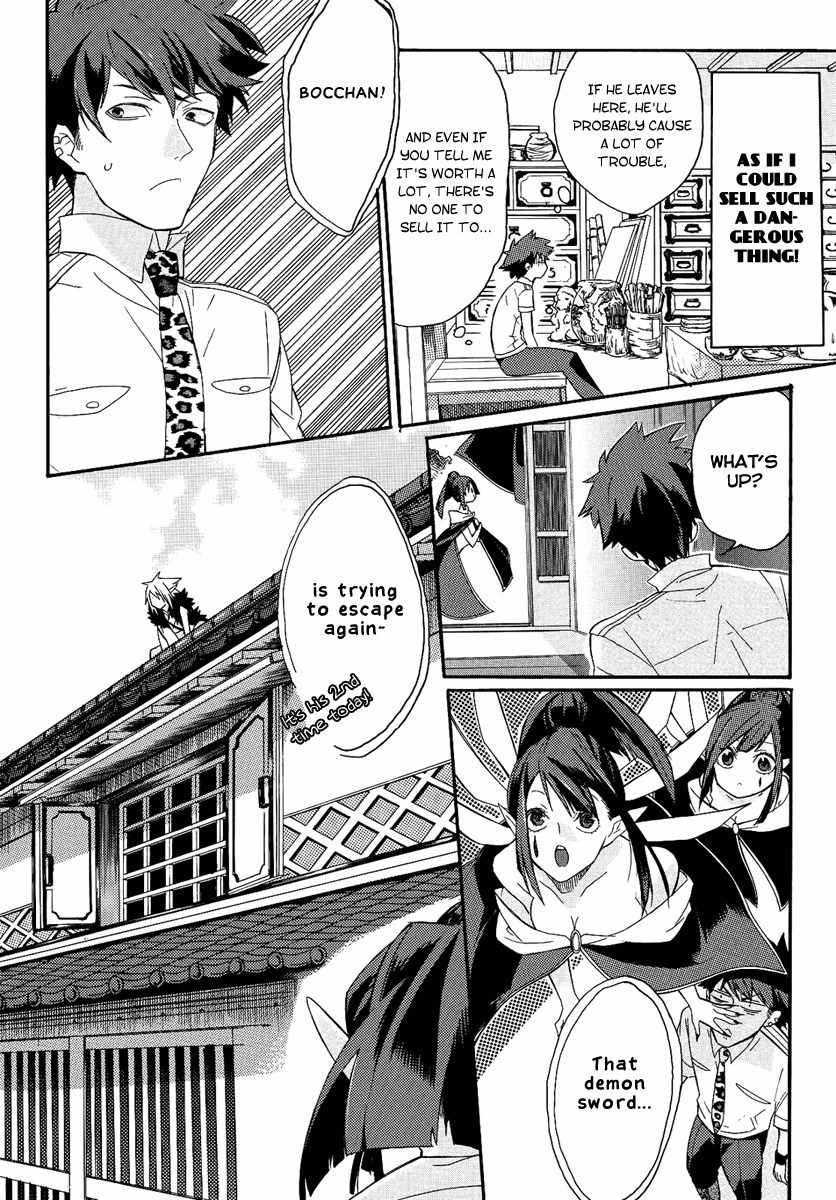 AS IF I
COULD
SELL SUCH
A DAN-
GEROUS
THING!
IF HE LEAVES
HERE, HE'LL
PROBABLY CAUSE
A LOT OF
TROUBLE,
AND EVEN IF
YOU TELL ME
IT'S WORTH A
LOT, THERE'S
NO ONE TO
SELL IT TO...
BOCCHAN!
WHAT'S
UP?
That
demon
sword...
is trying
to escape
again~
It's his 2nd
time today!